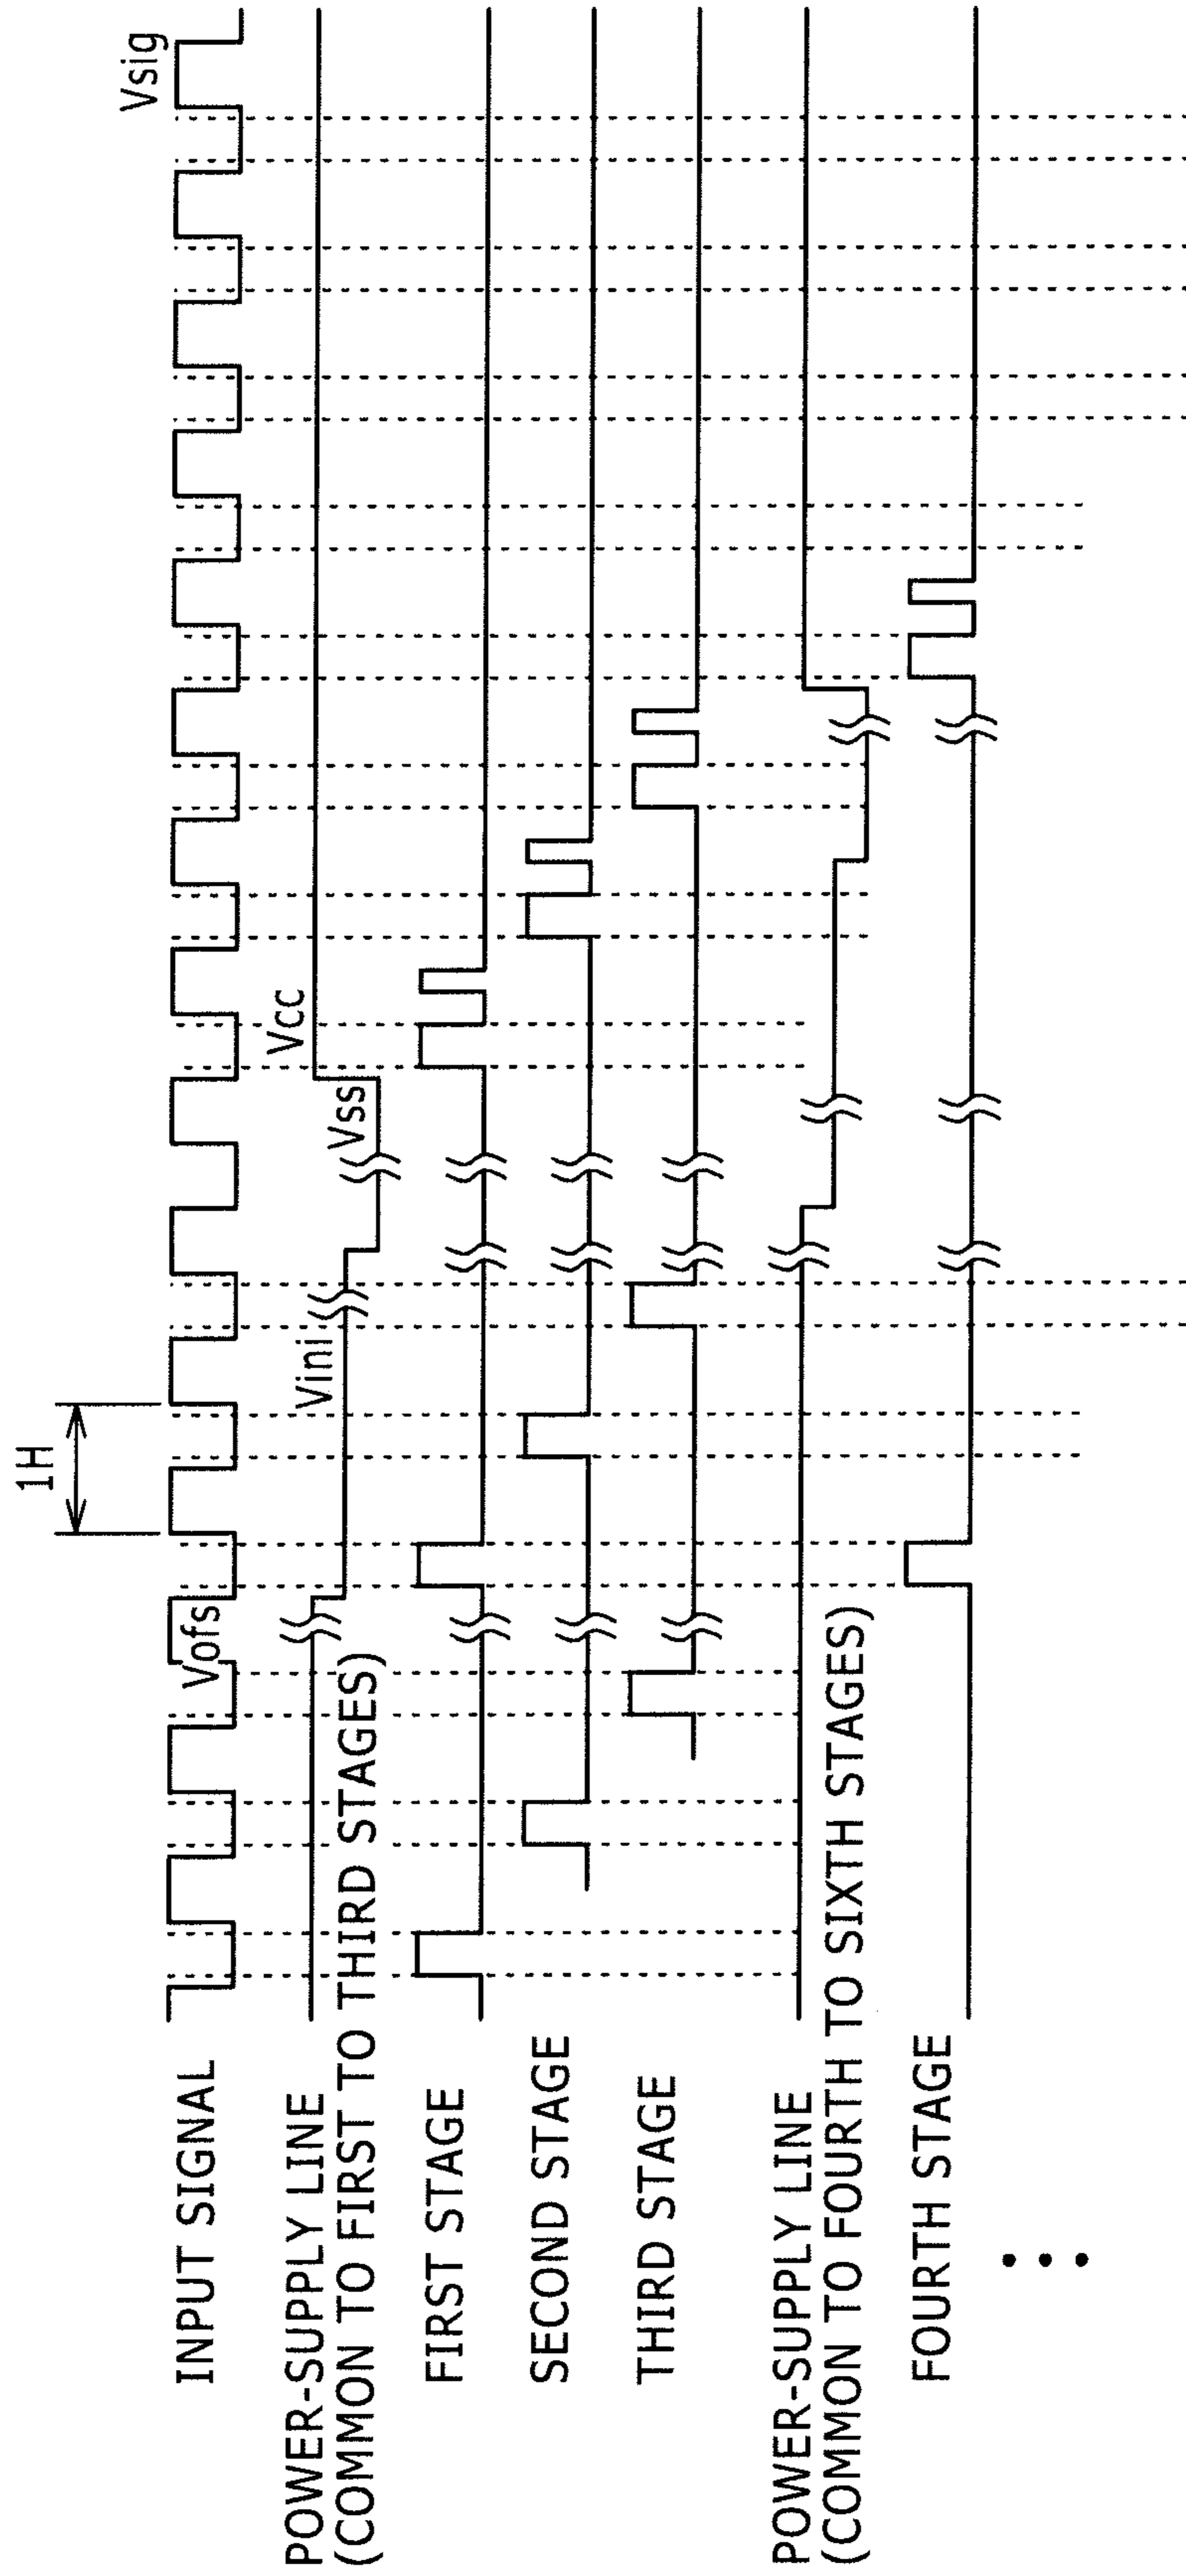 1H
INPUT SIGNAL
Vofs
Vsig
POWER-SUPPLY LINE
(COMMON TO FIRST TO THIRD STAGES)
Vini
Vss
Vcc
FIRST STAGE
SECOND STAGE
THIRD STAGE
POWER-SUPPLY LINE
(COMMON TO FOURTH TO SIXTH STAGES)
FOURTH STAGE